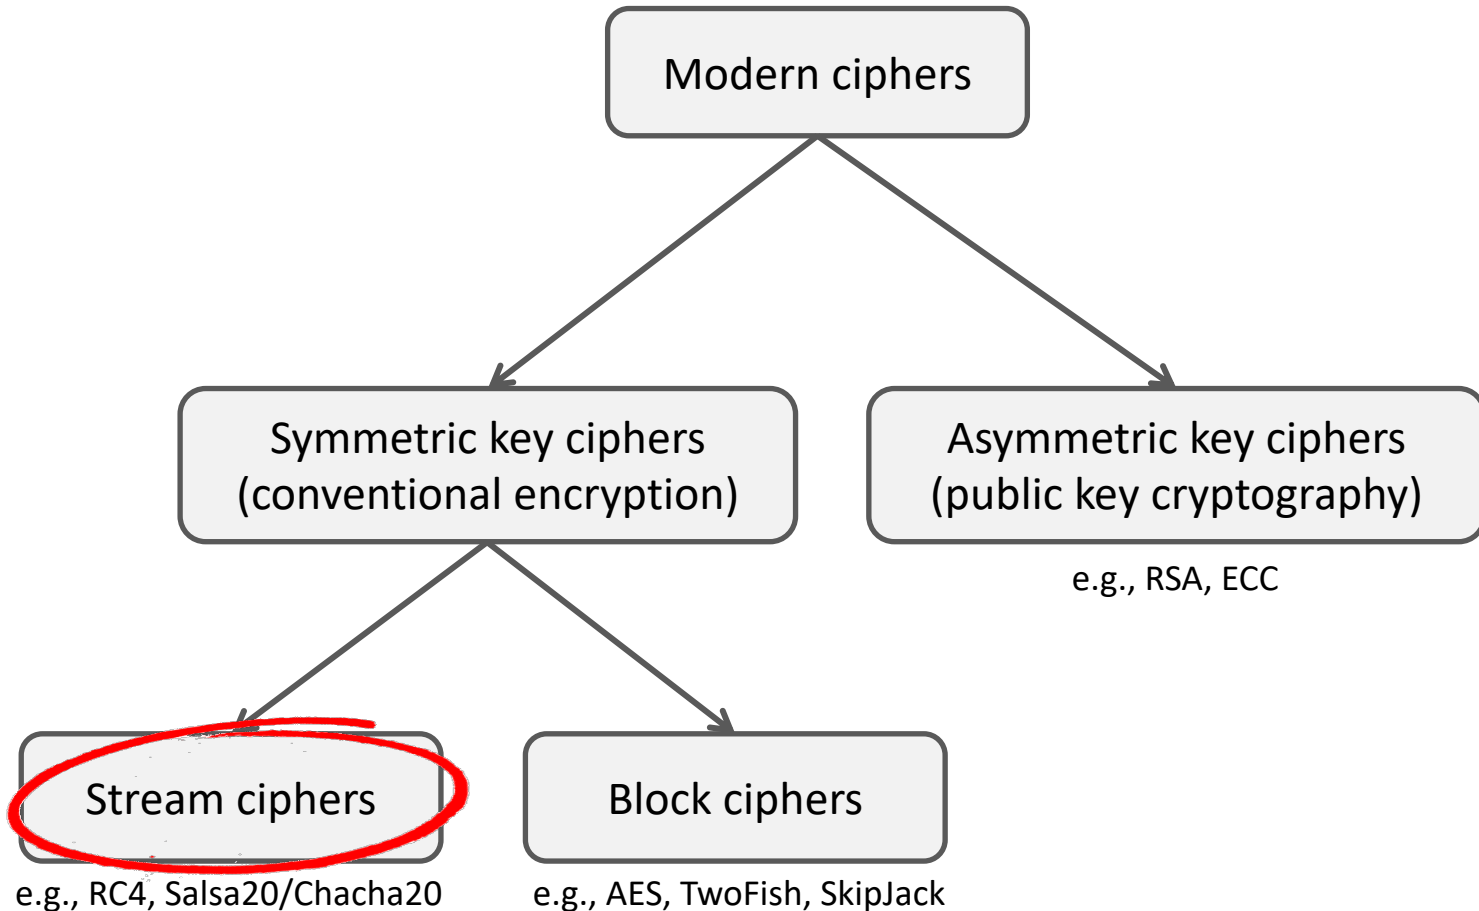 Modern ciphers
Symmetric key ciphers
(conventional encryption)
Asymmetric key ciphers
(public key cryptography)
e.g., RSA, ECC
Stream ciphers
Block ciphers
e.g., RC4, Salsa20/Chacha20
e.g., AES, TwoFish, SkipJack